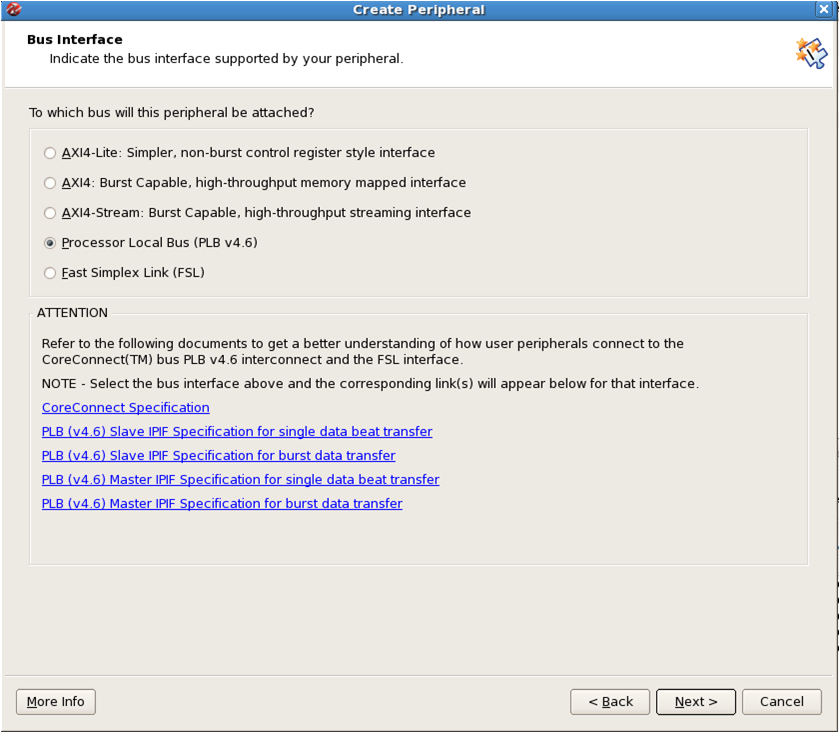 Create Peripheral
Bus Interface
Indicate the bus interface supported by your peripheral.
To which bus will this peripheral be attached?
AXI4-Lite: Simpler, non-burst control register style interface
AXI4: Burst Capable, high-throughput memory mapped interface
AXI4-Stream: Burst Capable, high-throughput streaming interface
Processor Local Bus (PLB v4.6)
Fast Simplex Link (FSL)
ATTENTION
Refer to the following documents to get a better understanding of how user peripherals connect to the
CoreConnect(TM) bus PLB v4.6 interconnect and the FSL interface.
NOTE - Select the bus interface above and the corresponding link(s) will appear below for that interface.
CoreConnect Specification
PLB (v4.6) Slave IPIF Specification for single data beat transfer
PLB (v4.6) Slave IPIF Specification for burst data transfer
PLB (v4.6) Master IPIF Specification for single data beat transfer
PLB (v4.6) Master IPIF Specification for burst data transfer
More Info
< Back
Next >
Cancel